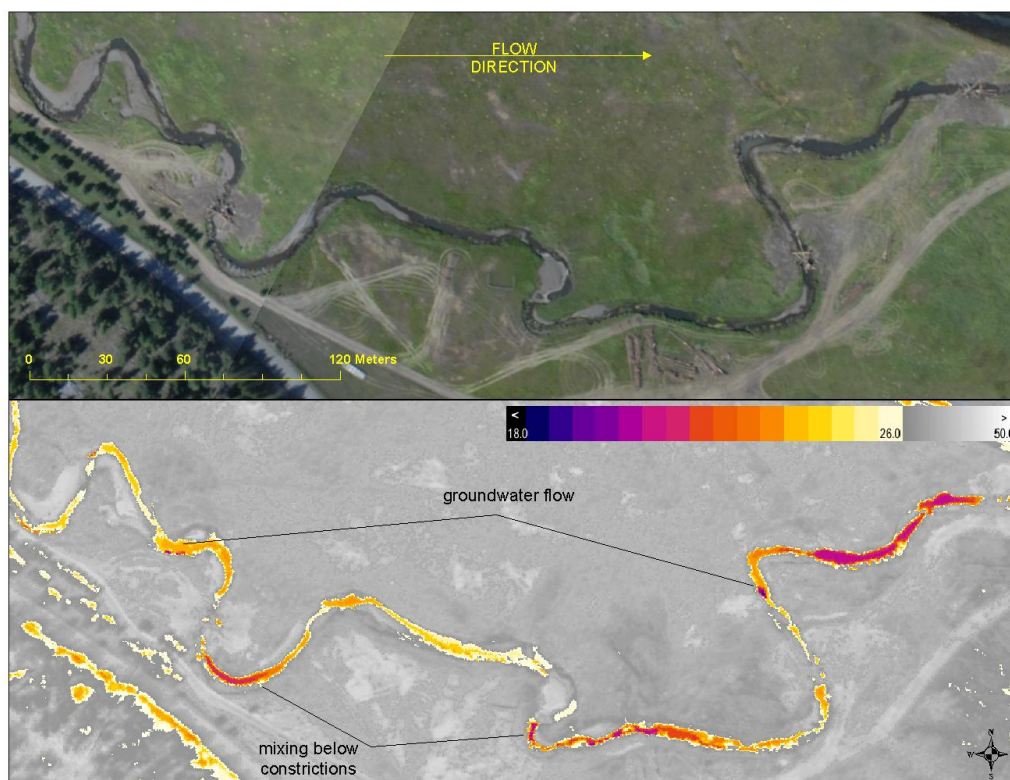 FLOW
DIRECTION
0 30 60 120 Meters
< >
18.0 26.0 50.0
groundwater flow
mixing below
constrictions
N
W E
S